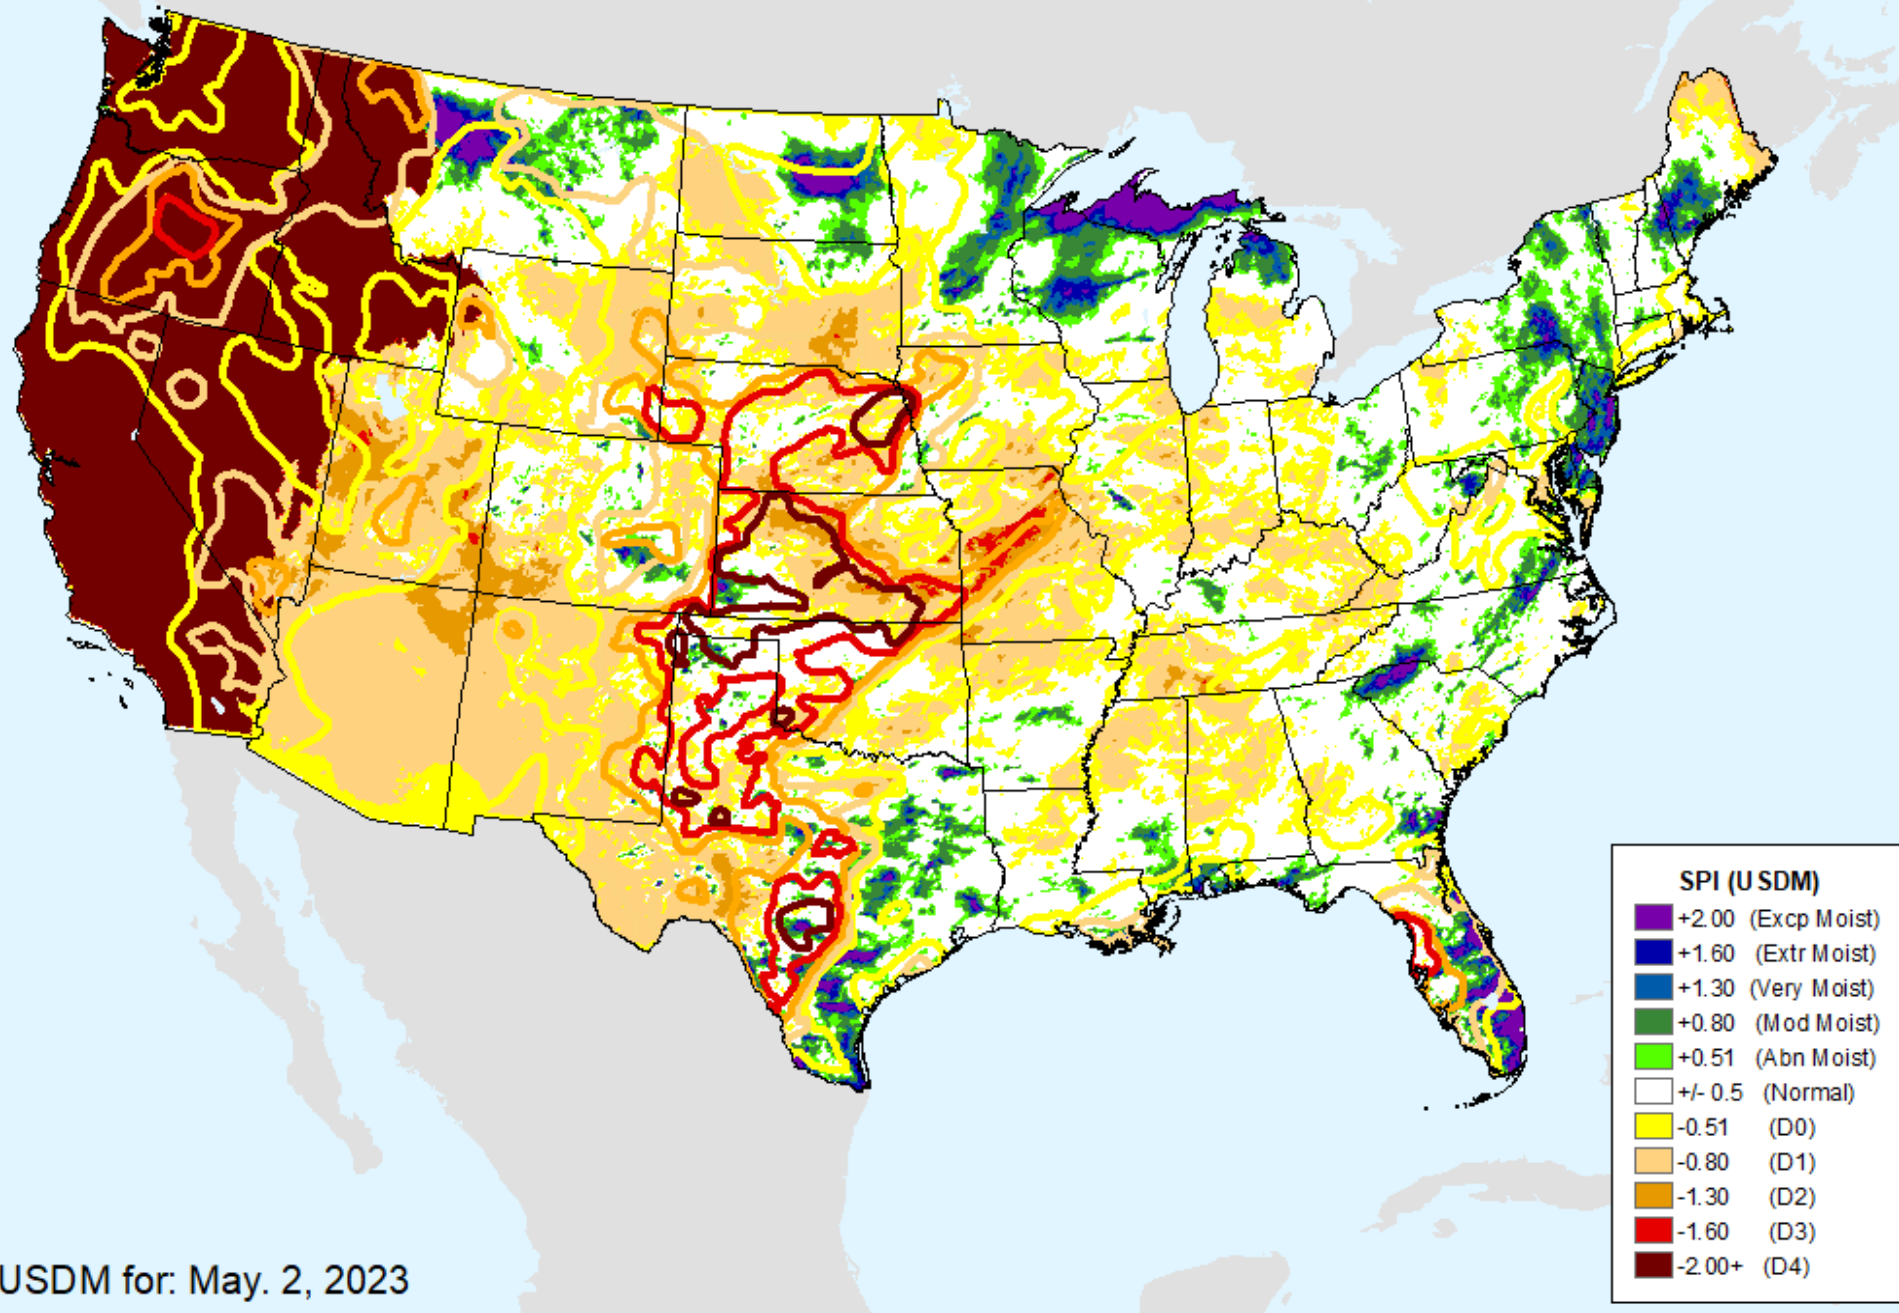 SPI (USDM)
+2.00 (Excp Moist)
+1.60 (Extr Moist)
+1.30 (Very Moist)
+0.80 (Mod Moist)
+0.51 (Abn Moist)
+/- 0.5 (Normal)
-0.51 (D0)
-0.80 (D1)
-1.30 (D2)
-1.60 (D3)
-2.00+ (D4)
USDM for: May. 2, 2023